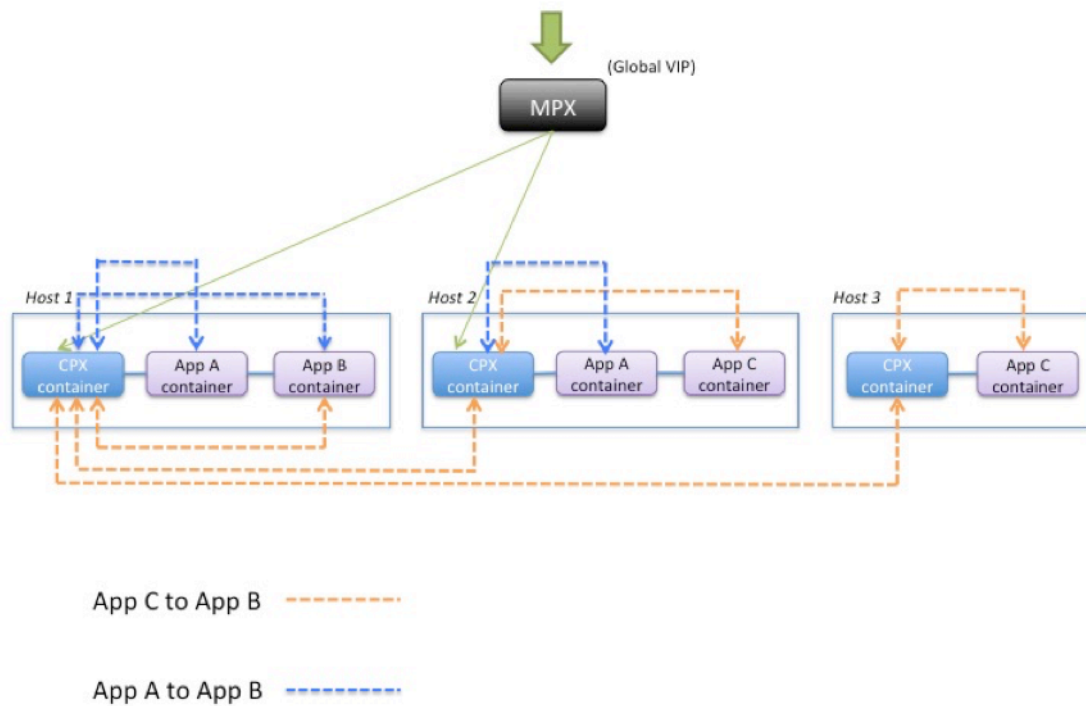 (Global VIP)
MPX
Host 1
Host 2
Host 3
CPX
container
App A
container
App B
container
CPX
container
App A
container
App C
container
CPX
container
App C
container
App C to App B
App A to App B